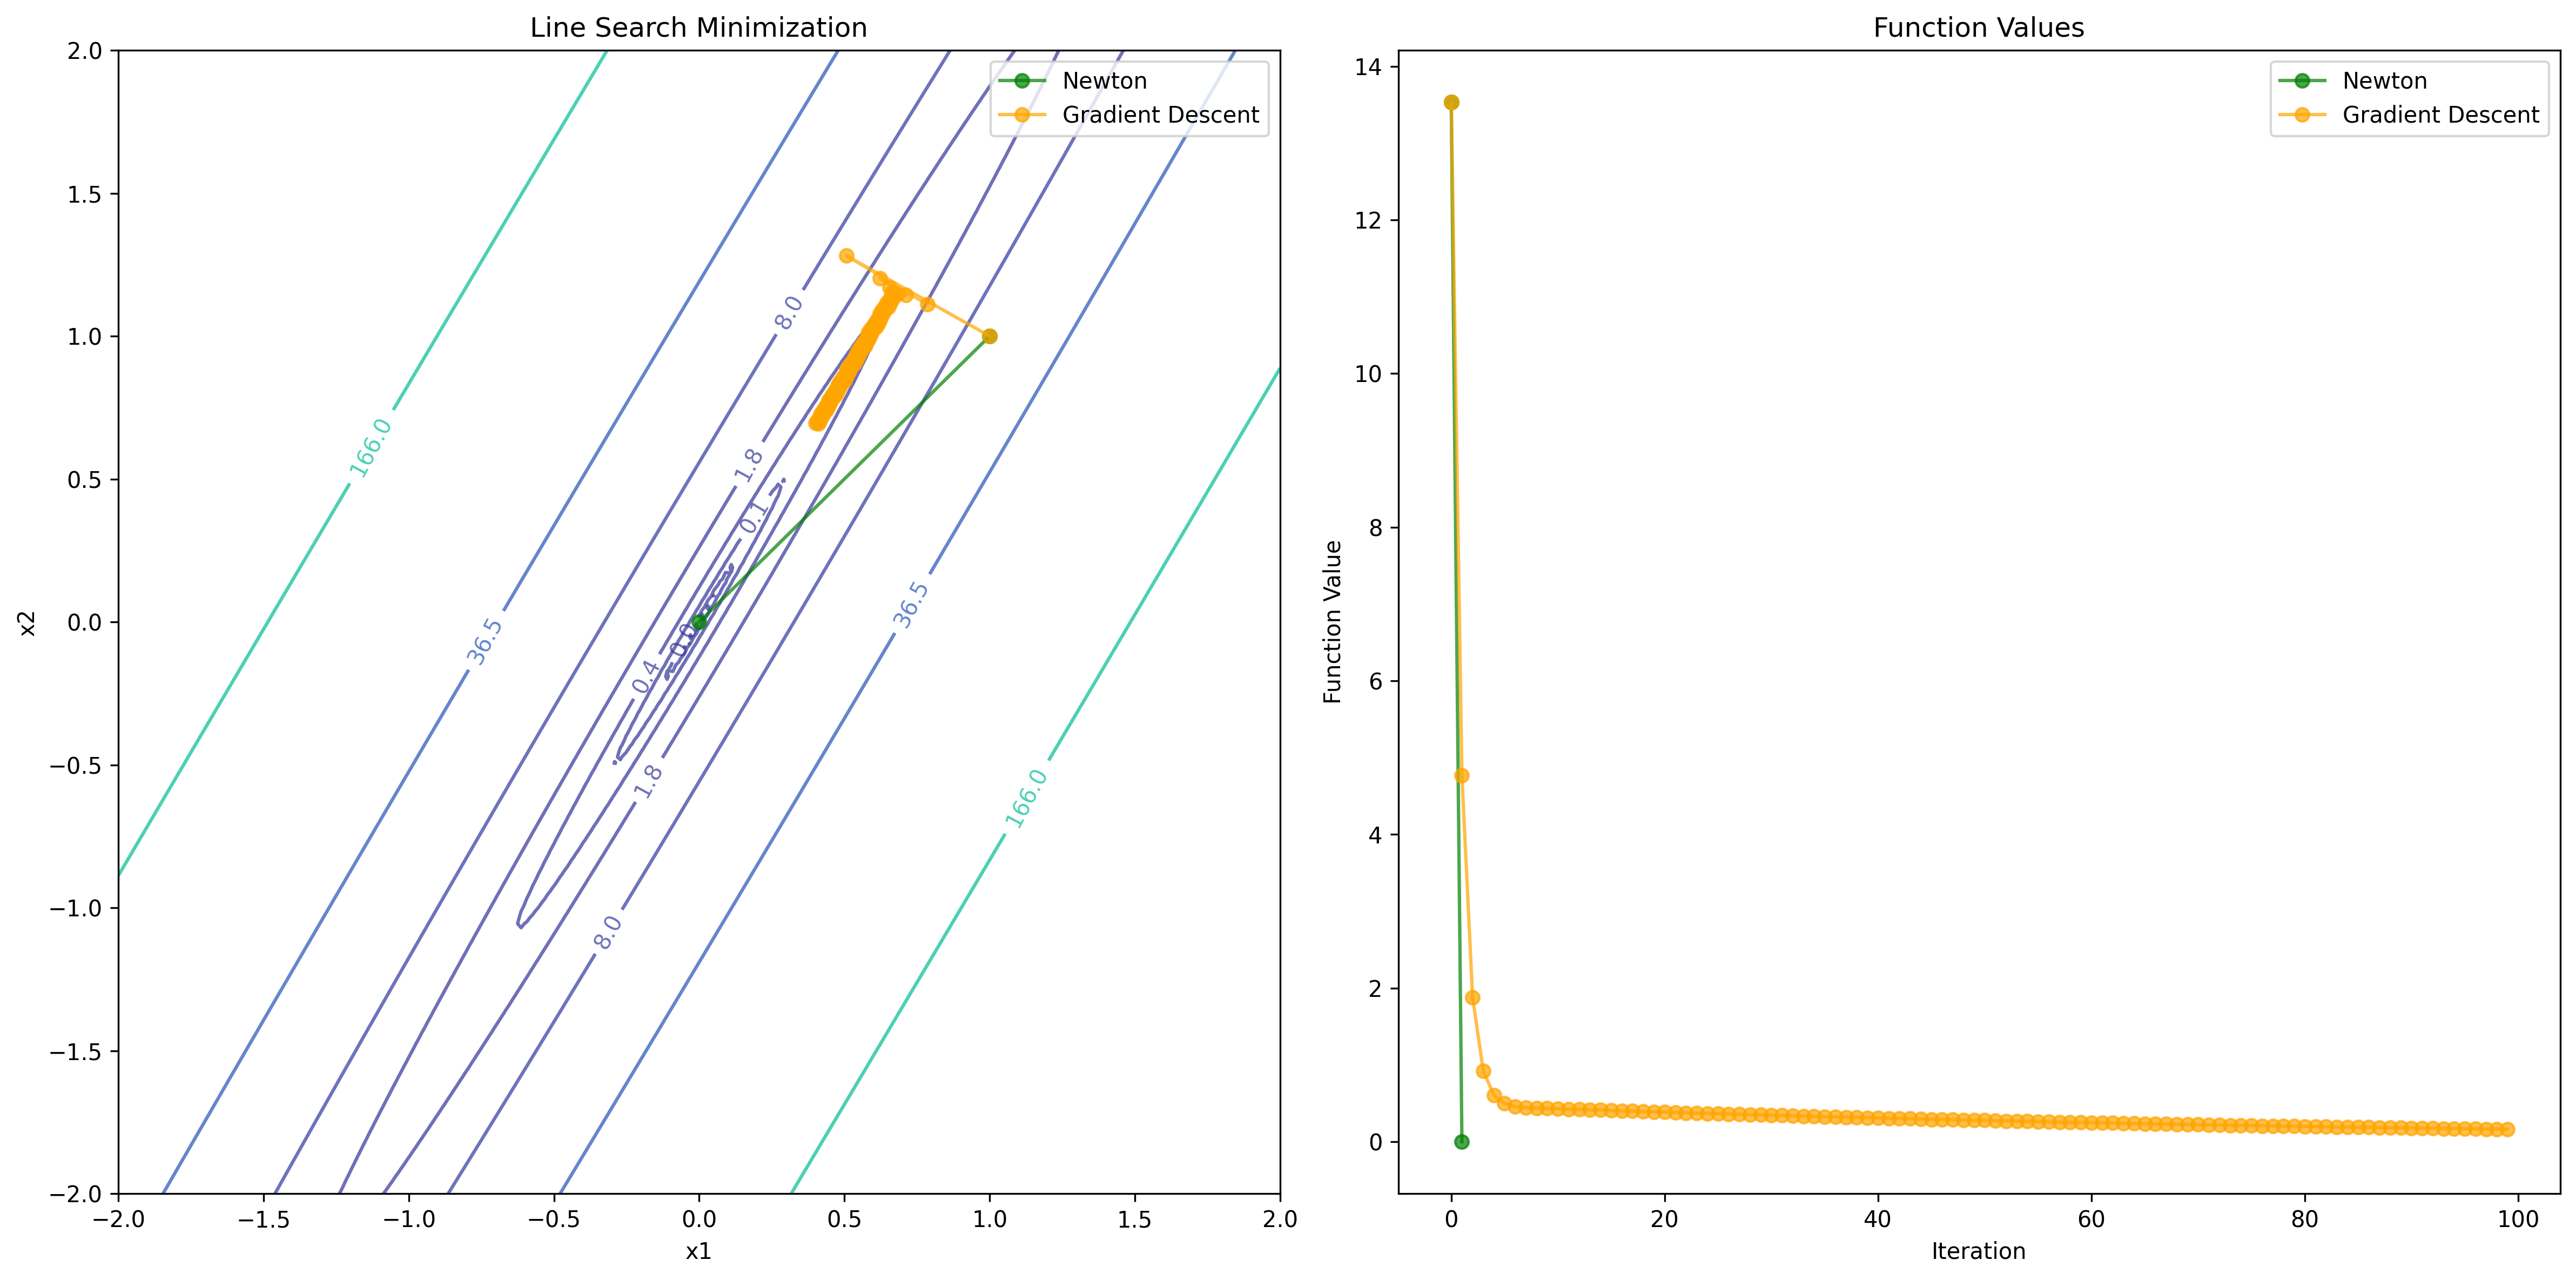 Line Search Minimization
Newton
Gradient Descent
x2
2.0
1.5
1.0
0.5
0.0
−0.5
−1.0
−1.5
−2.0
166.0
36.5
8.0
1.8
0.1
0.4
0.0
1.8
8.0
36.5
166.0
−2.0 −1.5 −1.0 −0.5 0.0 0.5 1.0 1.5 2.0
x1
Function Values
Newton
Gradient Descent
Function Value
14
12
10
8
6
4
2
0
0 20 40 60 80 100
Iteration